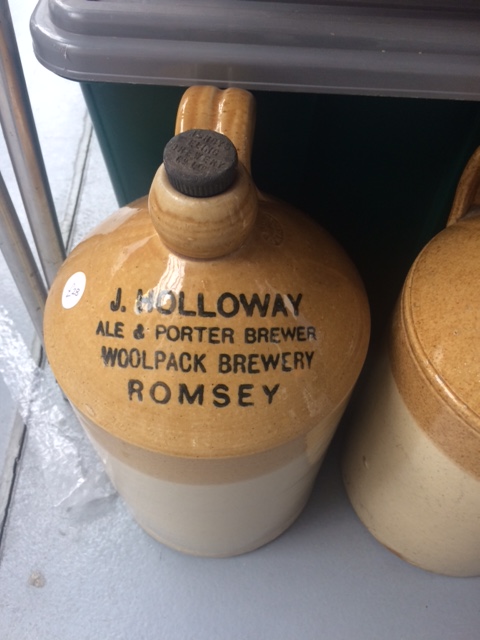 J. HOLLOWAY
ALE & PORTER BREWER
WOOLPACK BREWERY
ROMSEY